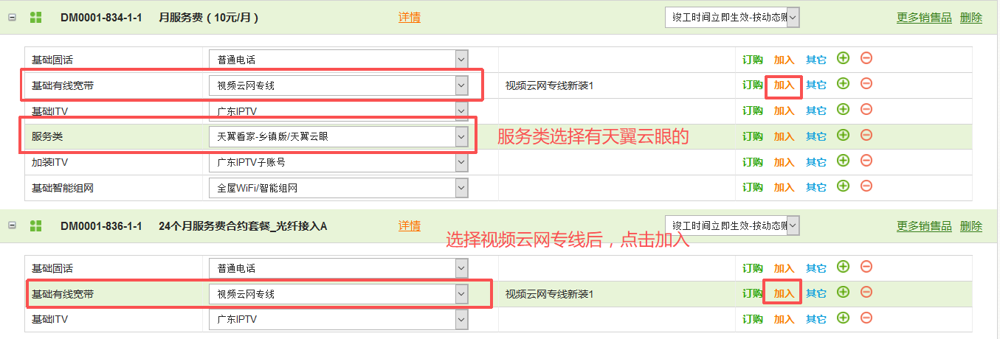 DM0001-834-1-1 月服务费（10元/月） 详情 竣工时间立即生效-按动态账 更多销售品 删除
基础固话 普通电话 订购 加入 其它
基础有线宽带 视频云网专线 视频云网专线新装1 订购 加入 其它
基础ITV 广东IPTV 订购 加入 其它
服务类 天翼看家-乡镇版/天翼云眼 服务类选择有天翼云眼的 订购 加入 其它
加装ITV 广东IPTV子账号 订购 加入 其它
基础智能组网 全屋WiFi/智能组网 订购 加入 其它
DM0001-836-1-1 24个月服务费合约套餐_光纤接入A 详情 竣工时间立即生效-按动态账 更多销售品 删除
选择视频云网专线后，点击加入
基础固话 普通电话 订购 加入 其它
基础有线宽带 视频云网专线 视频云网专线新装1 订购 加入 其它
基础ITV 广东IPTV 订购 加入 其它